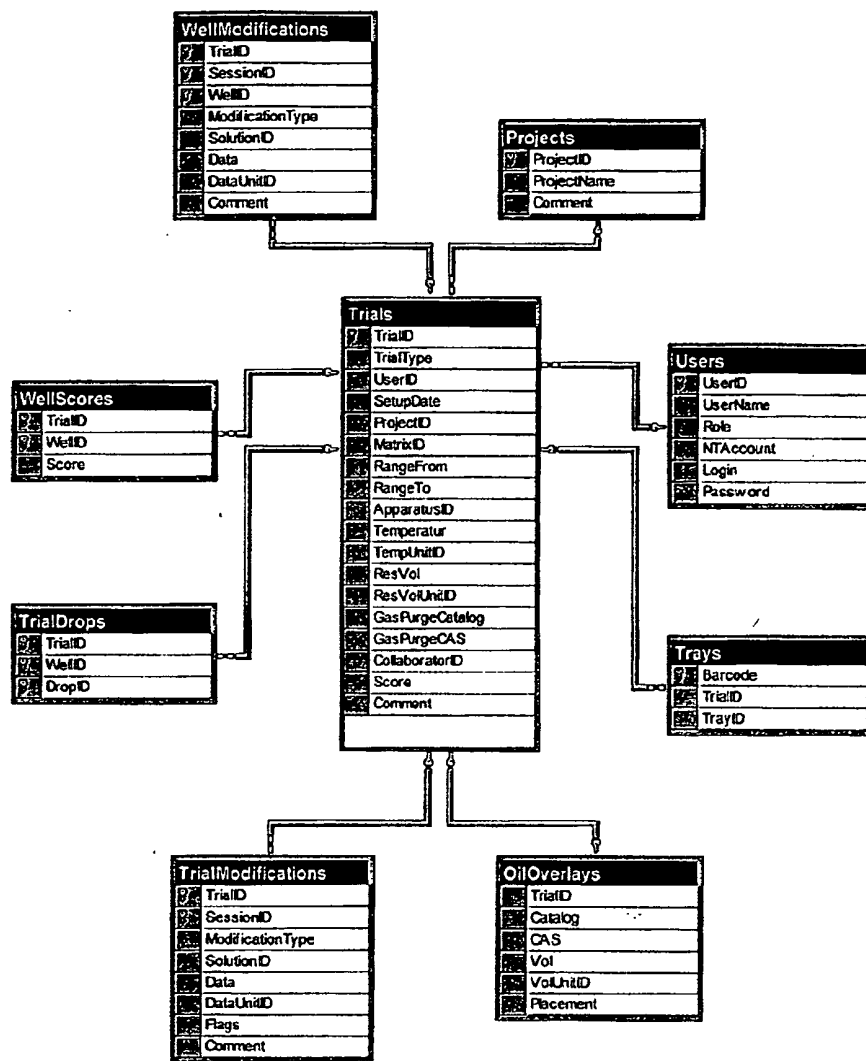 WellModifications
TrialID
SessionID
WellID
ModificationType
SolutionID
Data
DataUnitID
Comment
Projects
ProjectID
ProjectName
Comment
Trials
TrialID
TrialType
UserID
SetupDate
ProjectID
MatrixID
RangeFrom
RangeTo
ApparatusID
Temperatur
TempUnitID
ResVol
ResVolUnitID
GasPurgeCatalog
GasPurgeCAS
CollaboratorID
Score
Comment
Users
UserID
UserName
Role
NTAccount
Login
Password
WellScores
TrialID
WellID
Score
TrialDrops
TrialID
WellID
DropID
Trays
Barcode
TrialID
TrayID
TrialModifications
TrialID
SessionID
ModificationType
SolutionID
Data
DataUnitID
Flags
Comment
OilOverlays
TrialID
Catalog
CAS
Vol
VolUnitID
Placement